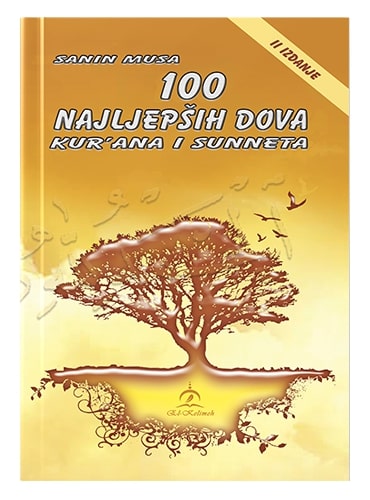 SANIN MUSA
II IZDANJE
100
NAJLJEPŠIH DOVA
KUR'ANA I SUNNETA
El-Kelimeh